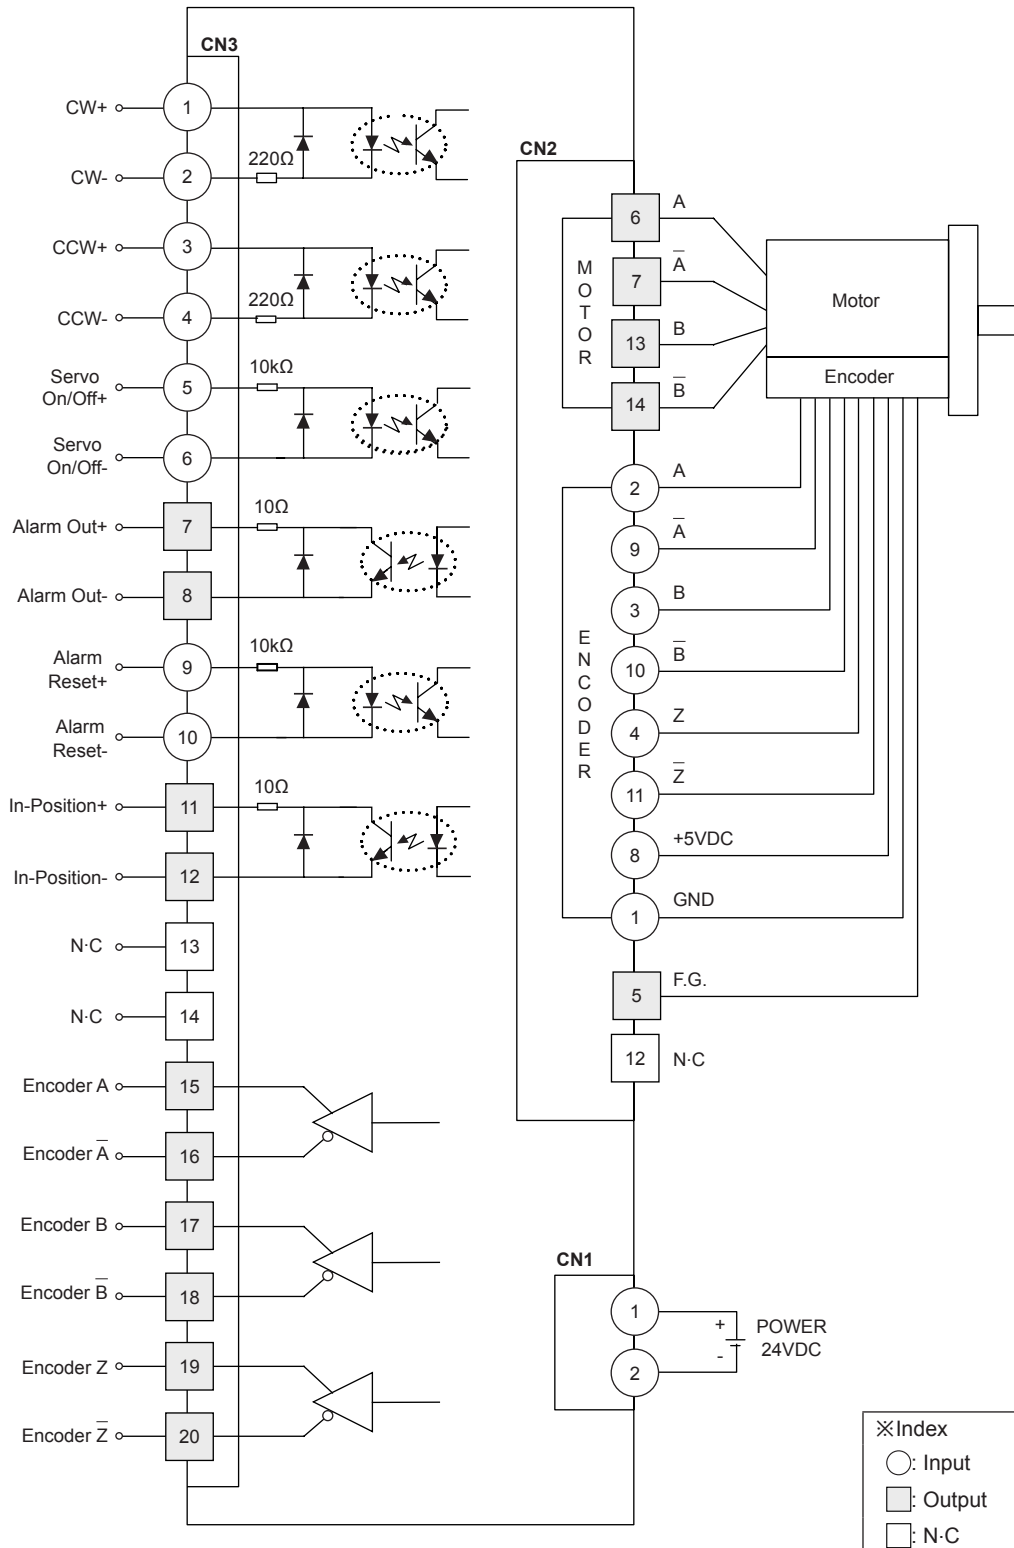 CN3
CW+
1
CW-
2
220Ω
CCW+
3
CCW-
4
220Ω
Servo
On/Off+
5
10kΩ
Servo
On/Off-
6
Alarm Out+
7
10Ω
Alarm Out-
8
Alarm
Reset+
9
10kΩ
Alarm
Reset-
10
In-Position+
11
10Ω
In-Position-
12
N·C
13
N·C
14
Encoder A
15
Encoder A̅
16
Encoder B
17
Encoder B̅
18
Encoder Z
19
Encoder Z̅
20
CN2
MOTOR
6
A
7
A̅
13
B
14
B̅
Motor
Encoder
ENCODER
2
A
9
A̅
3
B
10
B̅
4
Z
11
Z̅
8
+5VDC
1
GND
5
F.G.
12
N·C
CN1
1
2
+
-
POWER
24VDC
※Index
: Input
: Output
: N·C